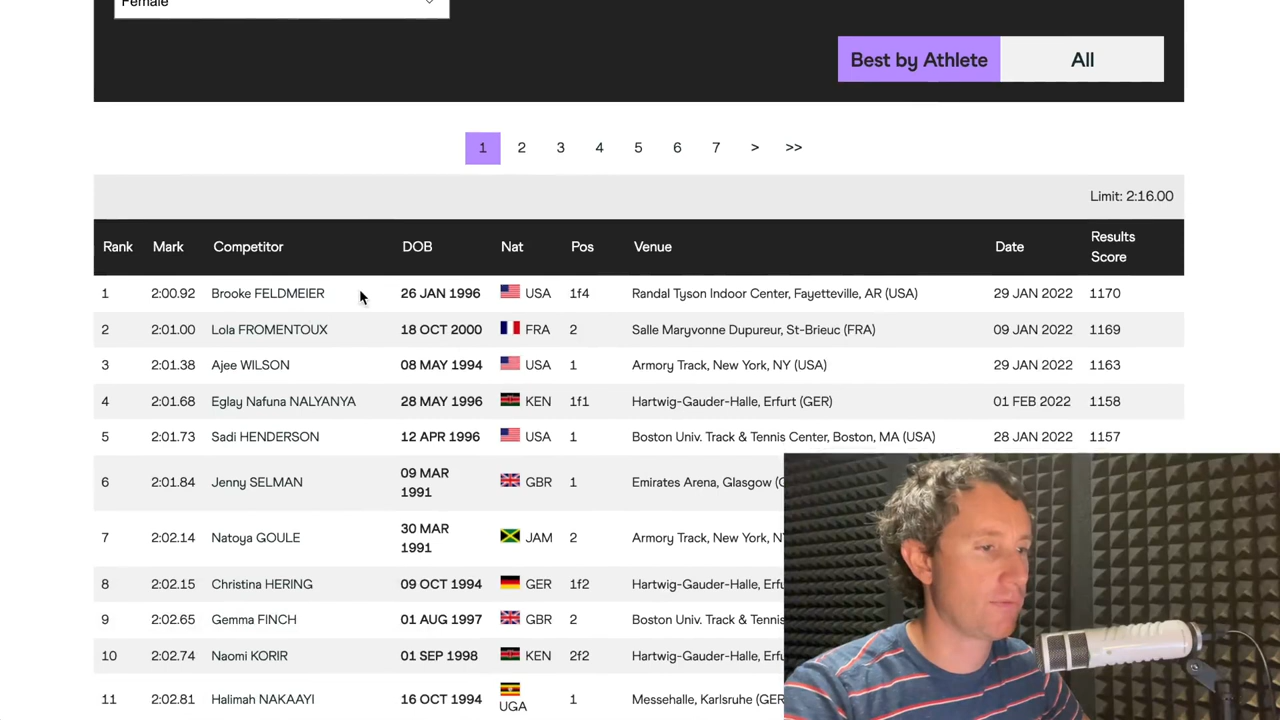 Female
Best by Athlete All
1 2 3 4 5 6 7 > >>
Limit: 2:16.00
Rank Mark Competitor DOB Nat Pos Venue Date Results Score
1 2:00.92 Brooke FELDMEIER 26 JAN 1996 USA 1f4 Randal Tyson Indoor Center, Fayetteville, AR (USA) 29 JAN 2022 1170
2 2:01.00 Lola FROMENTOUX 18 OCT 2000 FRA 2 Salle Maryvonne Dupureur, St-Brieuc (FRA) 09 JAN 2022 1169
3 2:01.38 Ajee WILSON 08 MAY 1994 USA 1 Armory Track, New York, NY (USA) 29 JAN 2022 1163
4 2:01.68 Eglay Nafuna NALYANYA 28 MAY 1996 KEN 1f1 Hartwig-Gauder-Halle, Erfurt (GER) 01 FEB 2022 1158
5 2:01.73 Sadi HENDERSON 12 APR 1996 USA 1 Boston Univ. Track & Tennis Center, Boston, MA (USA) 28 JAN 2022 1157
6 2:01.84 Jenny SELMAN 09 MAR 1991 GBR 1 Emirates Arena, Glasgow
7 2:02.14 Natoya GOULE 30 MAR 1991 JAM 2 Armory Track, New York,
8 2:02.15 Christina HERING 09 OCT 1994 GER 1f2 Hartwig-Gauder-Halle,
9 2:02.65 Gemma FINCH 01 AUG 1997 GBR 2 Boston Univ. Track &
10 2:02.74 Naomi KORIR 01 SEP 1998 KEN 2f2 Hartwig-Gauder-Halle,
11 2:02.81 Halimah NAKAAYI 16 OCT 1994 UGA 1 Messehalle, Karlsruhe (GER